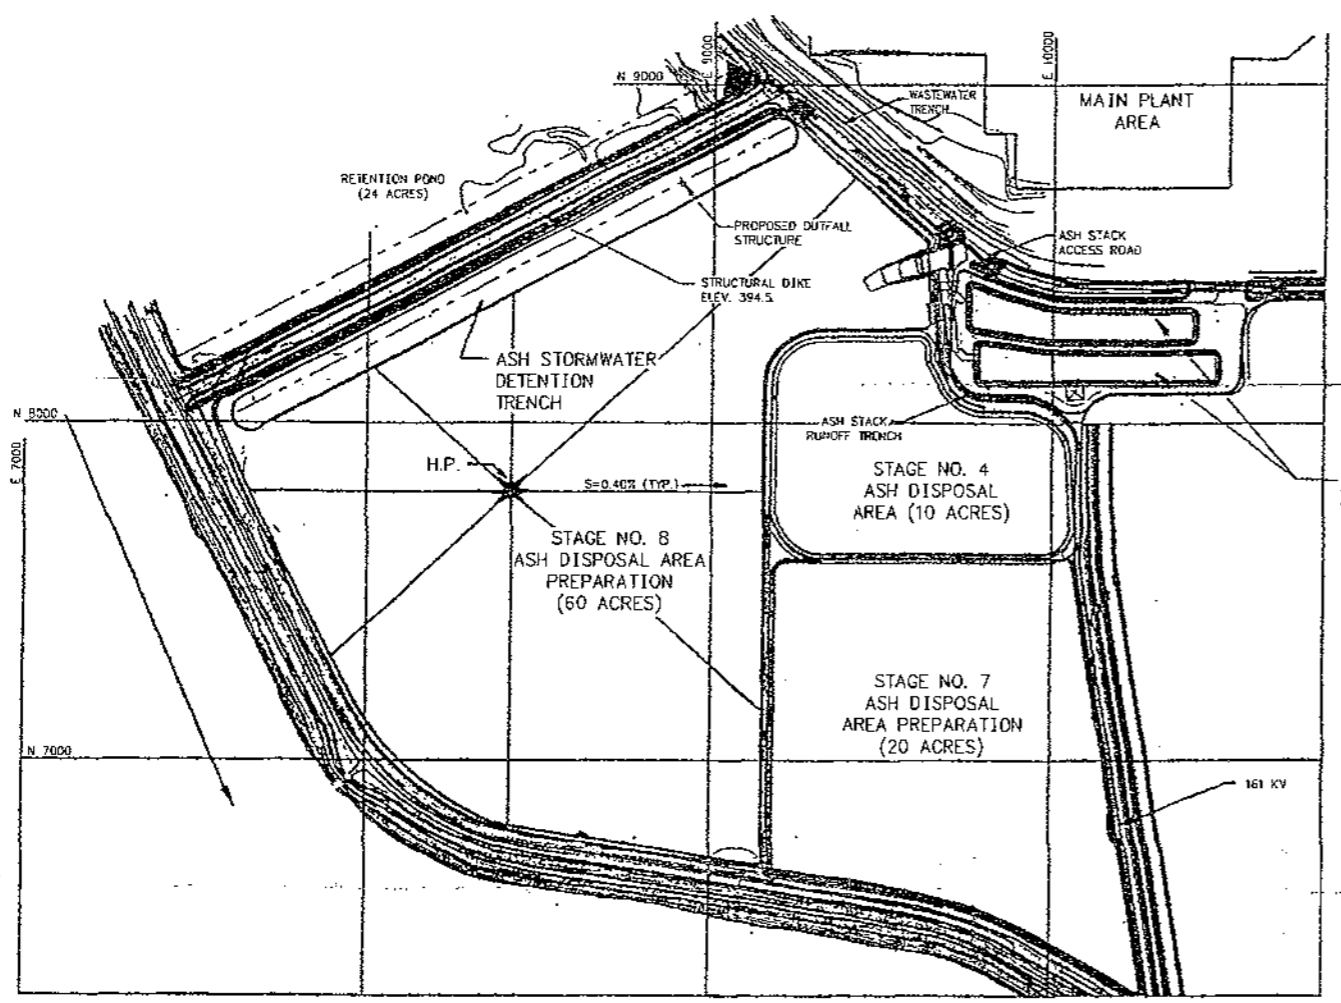 E 9000
E 10000
N 9000
WASTEWATER
TRENCH
MAIN PLANT
AREA
RETENTION POND
(24 ACRES)
PROPOSED OUTFALL
STRUCTURE
ASH STACK
ACCESS ROAD
STRUCTURAL DIKE
ELEV. 394.5
ASH STORMWATER
DETENTION
TRENCH
N 8000
E 7000
ASH STACK
RUNOFF TRENCH
H.P.
S=0.40% (TYP.)
STAGE NO. 4
ASH DISPOSAL
AREA (10 ACRES)
STAGE NO. 8
ASH DISPOSAL AREA
PREPARATION
(60 ACRES)
STAGE NO. 7
ASH DISPOSAL
AREA PREPARATION
(20 ACRES)
N 7000
161 KV